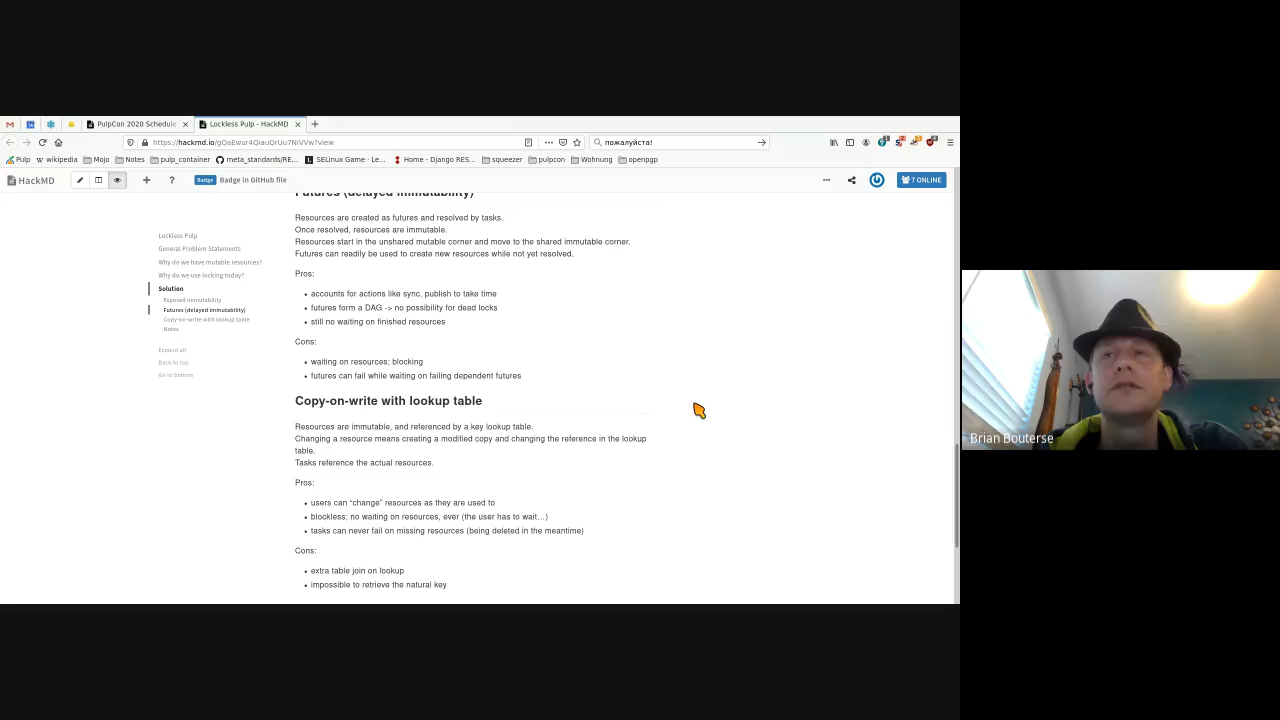 PulpCon 2020 Schedule
Lockless Pulp - HackMD
https://hackmd.io/gQaEwur4QiauQrUu7NiVVw?view
пожалуйста!
Pulp
wikipedia
Mojo
Notes
pulp_container
meta_standards/RE...
SELinux Game - Le...
Home - Django RES...
squeezer
pulpcon
Wohnung
openpgp
HackMD
Badge
Badge in GitHub file
7 ONLINE
Lockless Pulp
General Problem Statements
Why do we have mutable resources?
Why do we use locking today?
Solution
Exposed immutability
Futures (delayed immutability)
Copy-on-write with lookup table
Notes
Expand all
Back to top
Go to bottom
Futures (delayed immutability)
Resources are created as futures and resolved by tasks.
Once resolved, resources are immutable.
Resources start in the unshared mutable corner and move to the shared immutable corner.
Futures can readily be used to create new resources while not yet resolved.
Pros:
accounts for actions like sync, publish to take time
futures form a DAG -> no possibility for dead locks
still no waiting on finished resources
Cons:
waiting on resources; blocking
futures can fail while waiting on failing dependent futures
Copy-on-write with lookup table
Resources are immutable, and referenced by a key lookup table.
Changing a resource means creating a modified copy and changing the reference in the lookup
table.
Tasks reference the actual resources.
Pros:
users can “change” resources as they are used to
blockless; no waiting on resources, ever (the user has to wait…)
tasks can never fail on missing resources (being deleted in the meantime)
Cons:
extra table join on lookup
impossible to retrieve the natural key
Brian Bouterse